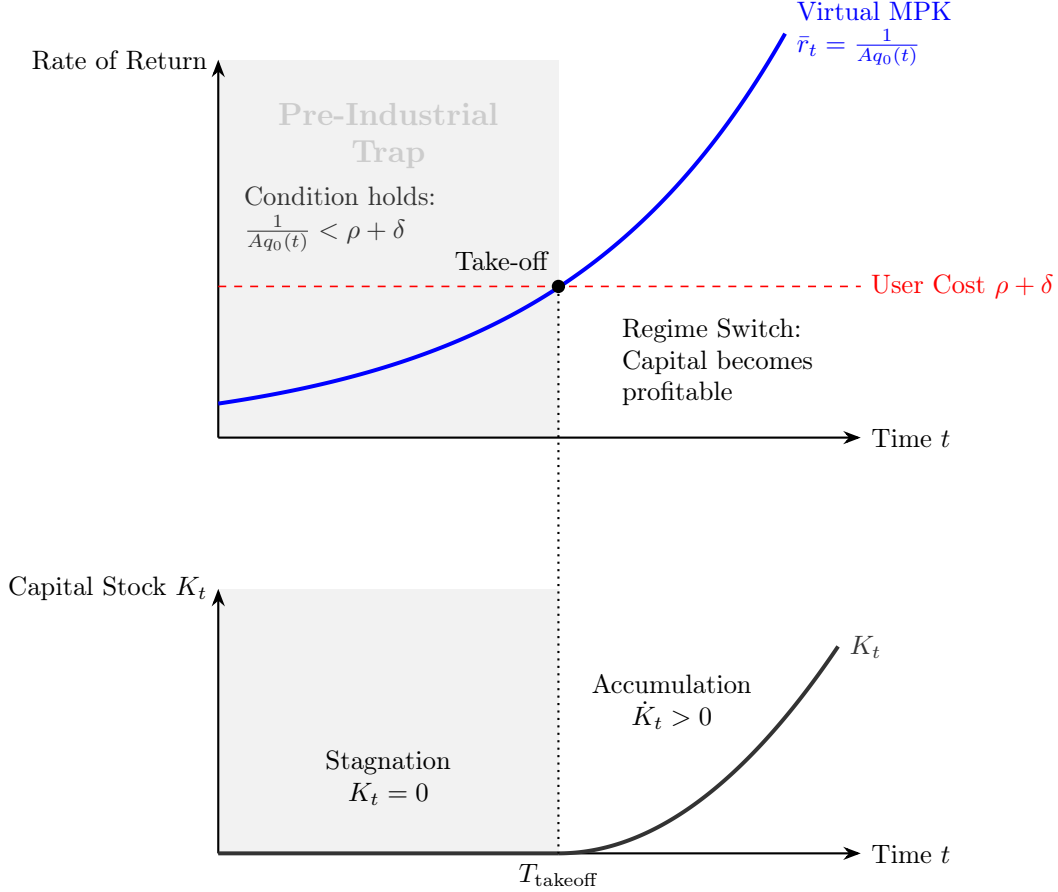 Virtual MPK
r̄_t = 1/(Aq_0(t))
Rate of Return
Pre-Industrial
Trap
Condition holds:
1/(Aq_0(t)) < ρ + δ
Take-off
User Cost ρ + δ
Regime Switch:
Capital becomes
profitable
Time t
Capital Stock K_t
K_t
Accumulation
K̇_t > 0
Stagnation
K_t = 0
Time t
T_takeoff